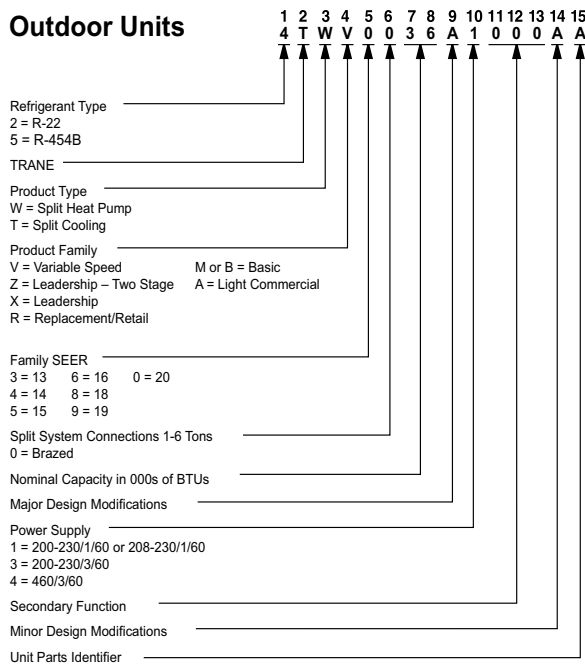 Outdoor Units
1 2 3 4 5 6 7 8 9 10 11 12 13 14 15
4 T W V 0 0 3 6 A 1 0 0 0 A A
Refrigerant Type
2 = R-22
5 = R-454B
TRANE
Product Type
W = Split Heat Pump
T = Split Cooling
Product Family
V = Variable Speed M or B = Basic
Z = Leadership – Two Stage A = Light Commercial
X = Leadership
R = Replacement/Retail
Family SEER
3 = 13 6 = 16 0 = 20
4 = 14 8 = 18
5 = 15 9 = 19
Split System Connections 1-6 Tons
0 = Brazed
Nominal Capacity in 000s of BTUs
Major Design Modifications
Power Supply
1 = 200-230/1/60 or 208-230/1/60
3 = 200-230/3/60
4 = 460/3/60
Secondary Function
Minor Design Modifications
Unit Parts Identifier